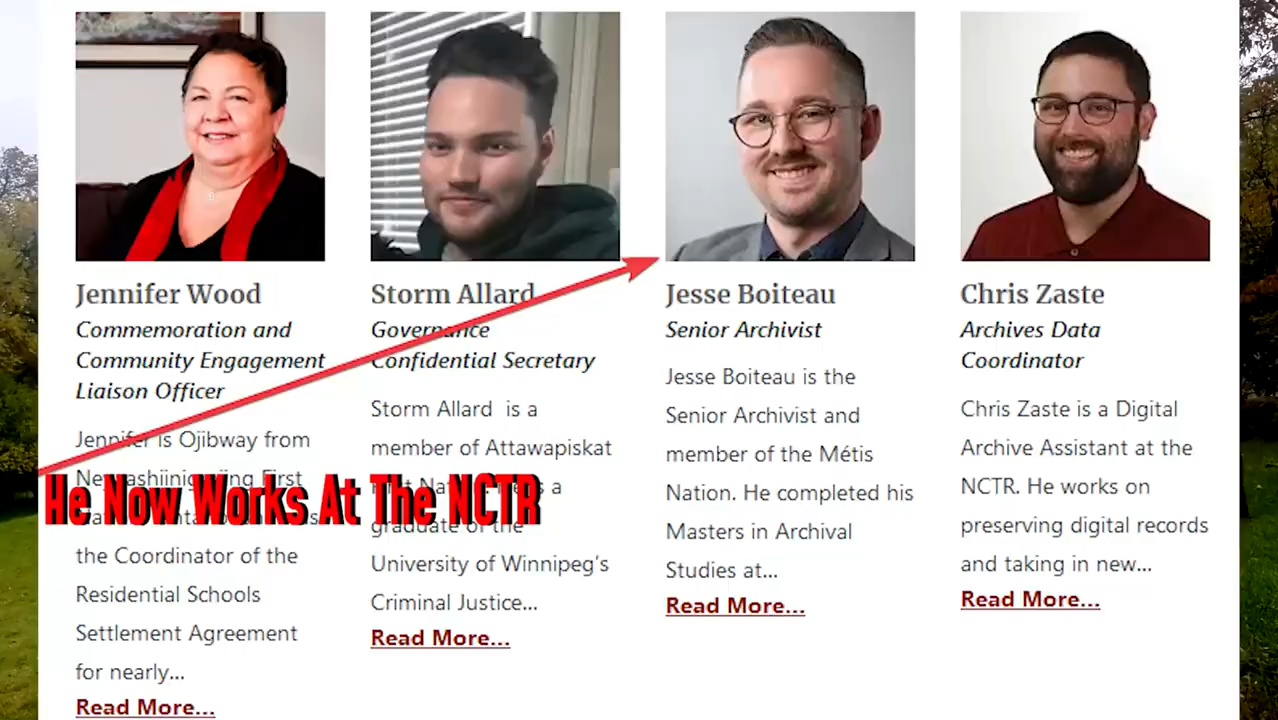 Jennifer Wood
Commemoration and
Community Engagement
Liaison Officer
Jennifer is Ojibway from
First
the Coordinator of the
Residential Schools
Settlement Agreement
for nearly...
Read More...
Storm Allard
Governance
Confidential Secretary
Storm Allard is a
member of Attawapiskat
a
graduate of the
University of Winnipeg's
Criminal Justice...
Read More...
Jesse Boiteau
Senior Archivist
Jesse Boiteau is the
Senior Archivist and
member of the Métis
Nation. He completed his
Masters in Archival
Studies at...
Read More...
Chris Zaste
Archives Data
Coordinator
Chris Zaste is a Digital
Archive Assistant at the
NCTR. He works on
preserving digital records
and taking in new...
Read More...
He Now Works At The NCTR